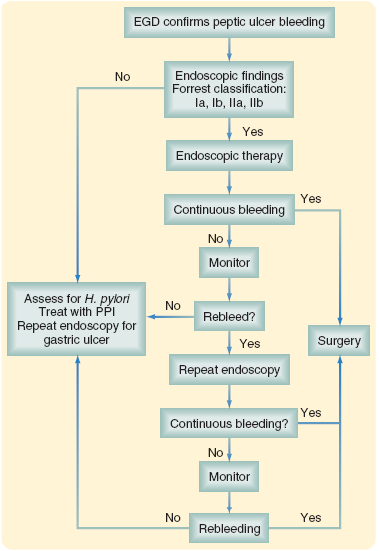 EGD confirms peptic ulcer bleeding
No
Endoscopic findings
Forrest classification:
Ia, Ib, IIa, IIb
Yes
Endoscopic therapy
Continuous bleeding
Yes
No
Monitor
Assess for H. pylori
Treat with PPI
Repeat endoscopy for
gastric ulcer
No
Rebleed?
Surgery
Yes
Repeat endoscopy
Continuous bleeding?
Yes
No
Monitor
No
Rebleeding
Yes